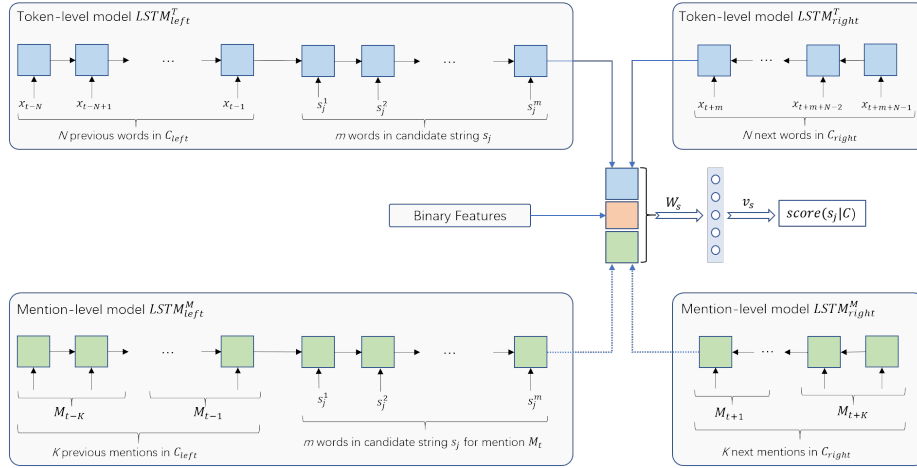 Token-level model LSTM^T_left
...
...
x_{t-N} x_{t-N+1} x_{t-1} s_j^1 s_j^2 s_j^m
N previous words in C_left
m words in candidate string s_j
Token-level model LSTM^T_right
...
x_{t+m} x_{t+m+N-2} x_{t+m+N-1}
N next words in C_right
Binary Features
W_s
v_s
score(s_j|C)
Mention-level model LSTM^M_left
...
...
s_j^1 s_j^2 s_j^m
M_{t-K} M_{t-1}
m words in candidate string s_j for mention M_t
K previous mentions in C_left
Mention-level model LSTM^M_right
...
M_{t+1} M_{t+K}
K next mentions in C_right